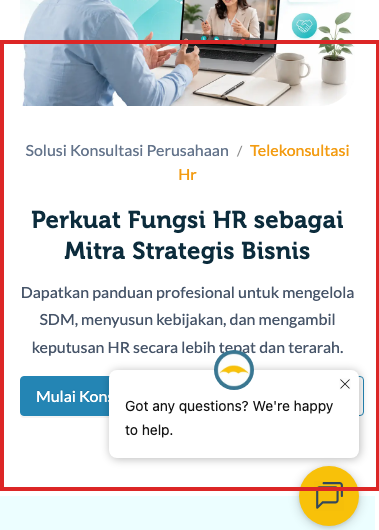 Solusi Konsultasi Perusahaan / Telekonsultasi
Hr
Perkuat Fungsi HR sebagai
Mitra Strategis Bisnis
Dapatkan panduan profesional untuk mengelola
SDM, menyusun kebijakan, dan mengambil
keputusan HR secara lebih tepat dan terarah.
Mulai
Got any questions? We're happy
to help.